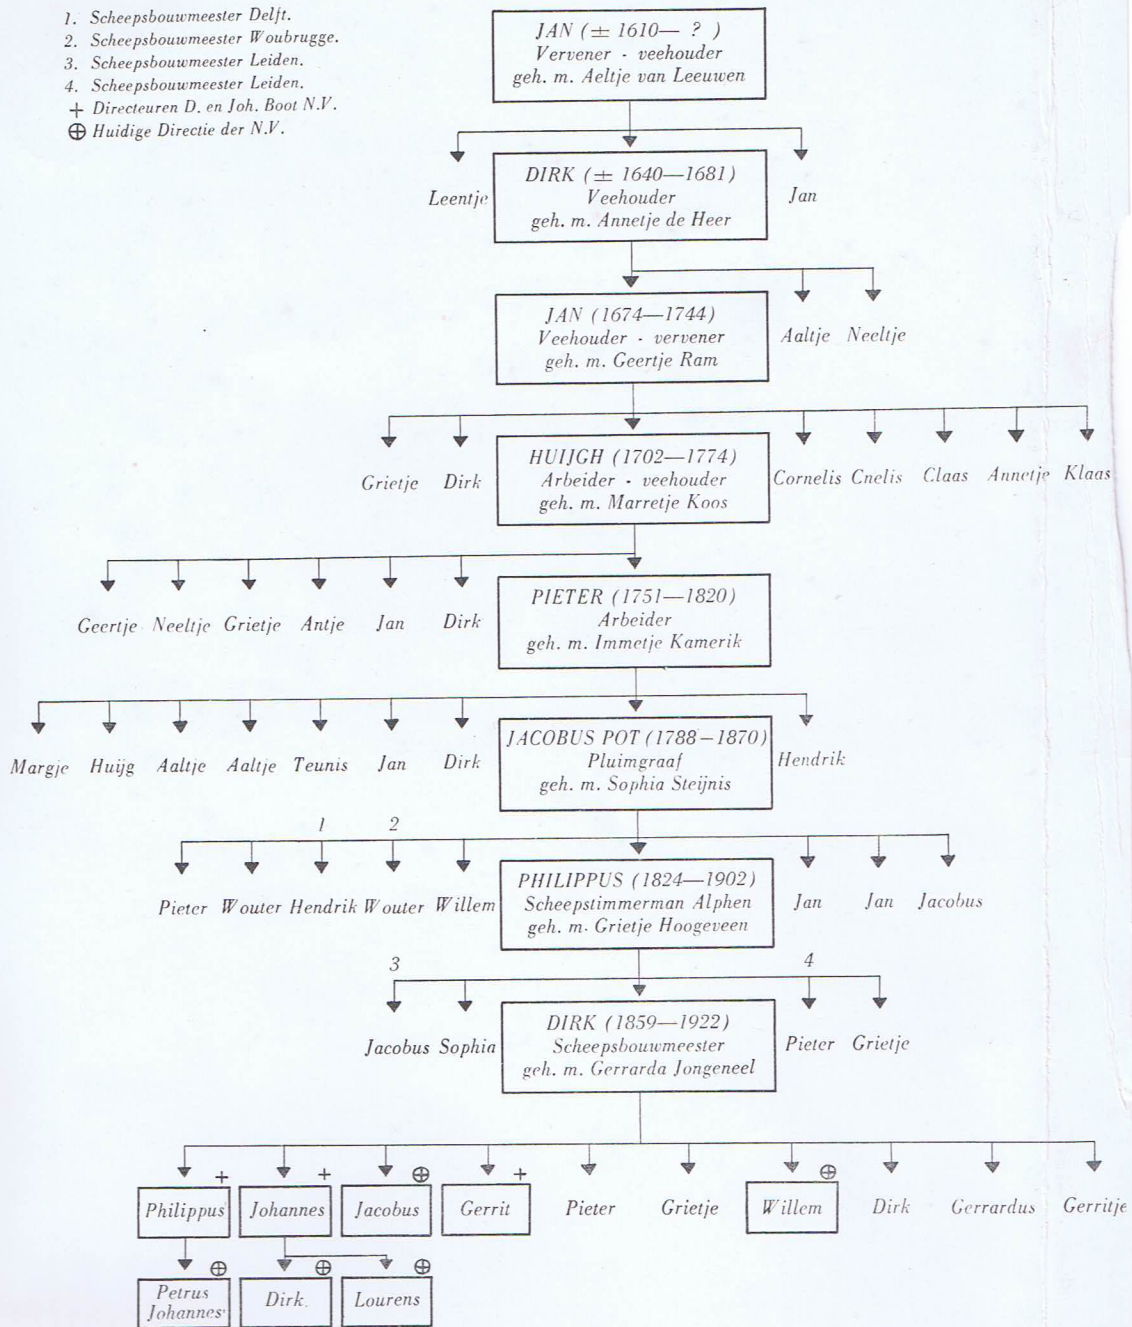 1. Scheepsbouwmeester Delft.
2. Scheepsbouwmeester Woubrugge.
3. Scheepsbouwmeester Leiden.
4. Scheepsbouwmeester Leiden.
+ Directeuren D. en Joh. Boot N.V.
⊕ Huidige Directie der N.V.
JAN (± 1610— ? )
Vervener - veehouder
geh. m. Aeltje van Leeuwen
Leentje
DIRK (± 1640—1681)
Veehouder
geh. m. Annetje de Heer
Jan
JAN (1674—1744)
Veehouder - vervener
geh. m. Geertje Ram
Aaltje Neeltje
Grietje Dirk
HUIJGH (1702—1774)
Arbeider - veehouder
geh. m. Marretje Koos
Cornelis Cnelis Claas Annetje Klaas
Geertje Neeltje Grietje Antje Jan Dirk
PIETER (1751—1820)
Arbeider
geh. m. Immetje Kamerik
Margje Huijg Aaltje Aaltje Teunis Jan Dirk
JACOBUS POT (1788—1870)
Pluimgraaf
geh. m. Sophia Steijnis
Hendrik
1 2
Pieter Wouter Hendrik Wouter Willem
PHILIPPUS (1824—1902)
Scheepstimmerman Alphen
geh. m. Grietje Hoogeveen
Jan Jan Jacobus
3 4
Jacobus Sophia
DIRK (1859—1922)
Scheepsbouwmeester
geh. m. Gerrarda Jongeneel
Pieter Grietje
+ + ⊕ + ⊕
Philippus Johannes Jacobus Gerrit Pieter Grietje Willem Dirk Gerrardus Gerritje
⊕ ⊕ ⊕
Petrus
Johannes
Dirk.
Lourens